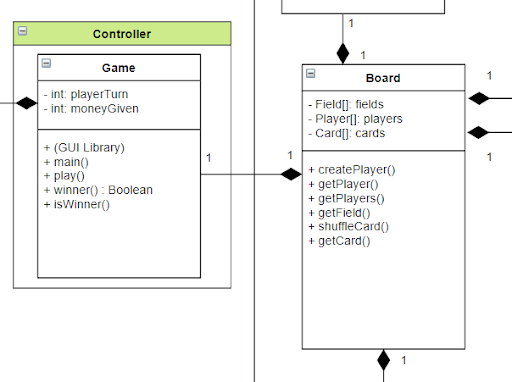 Controller
Game
- int: playerTurn
- int: moneyGiven
+ (GUI Library)
+ main()
+ play()
+ winner() : Boolean
+ isWinner()
1
1
1
1
Board
- Field[]: fields
- Player[]: players
- Card[]: cards
+ createPlayer()
+ getPlayer()
+ getPlayers()
+ getField()
+ shuffleCard()
+ getCard()
1
1
1